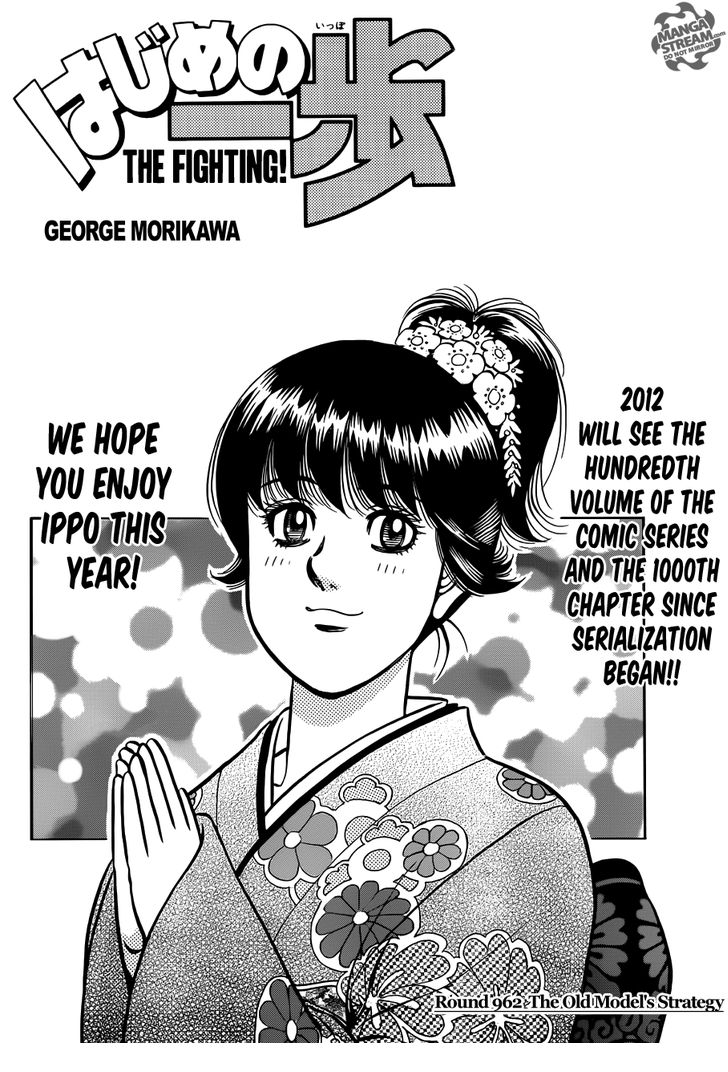 はじめの一歩
いっぽ
THE FIGHTING!
GEORGE MORIKAWA
MANGA
STREAM.com
DO NOT MIRROR
2012
WILL SEE THE
HUNDREDTH
VOLUME OF THE
COMIC SERIES
AND THE 1000TH
CHAPTER SINCE
SERIALIZATION
BEGAN!!
WE HOPE
YOU ENJOY
IPPO THIS
YEAR!
Round 962 The Old Model's Strategy